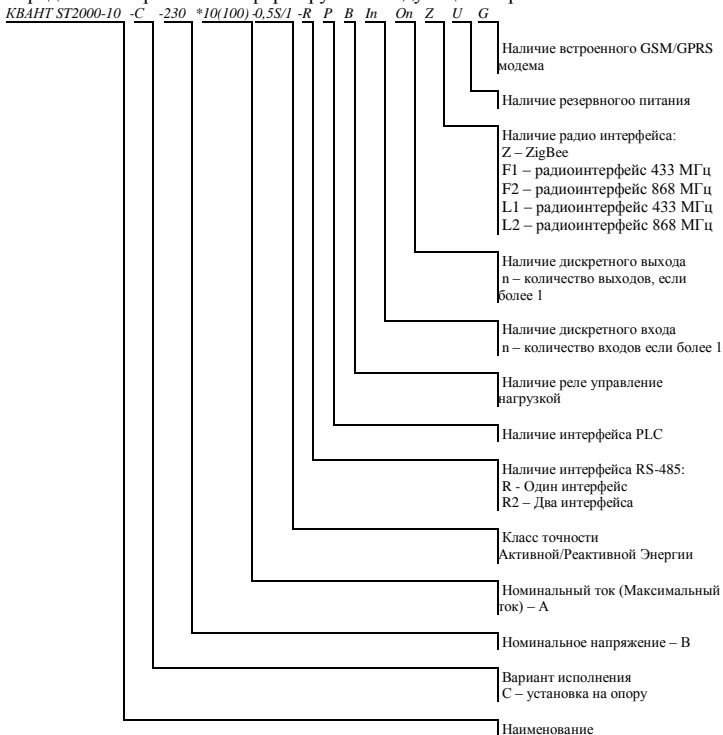 КВАНТ ST2000-10 -С -230 *10(100) -0,5S/1 -R P B In On Z U G
Наличие встроенного GSM/GPRS
модема
Наличие резервногоо питания
Наличие радио интерфейса:
Z – ZigBee
F1 – радиоинтерфейс 433 МГц
F2 – радиоинтерфейс 868 МГц
L1 – радиоинтерфейс 433 МГц
L2 – радиоинтерфейс 868 МГц
Наличие дискретного выхода
n – количество выходов, если
более 1
Наличие дискретного входа
n – количество входов если более 1
Наличие реле управление
нагрузкой
Наличие интерфейса PLC
Наличие интерфейса RS-485:
R - Один интерфейс
R2 – Два интерфейса
Класс точности
Активной/Реактивной Энергии
Номинальный ток (Максимальный
ток) – А
Номинальное напряжение – В
Вариант исполнения
С – установка на опору
Наименование